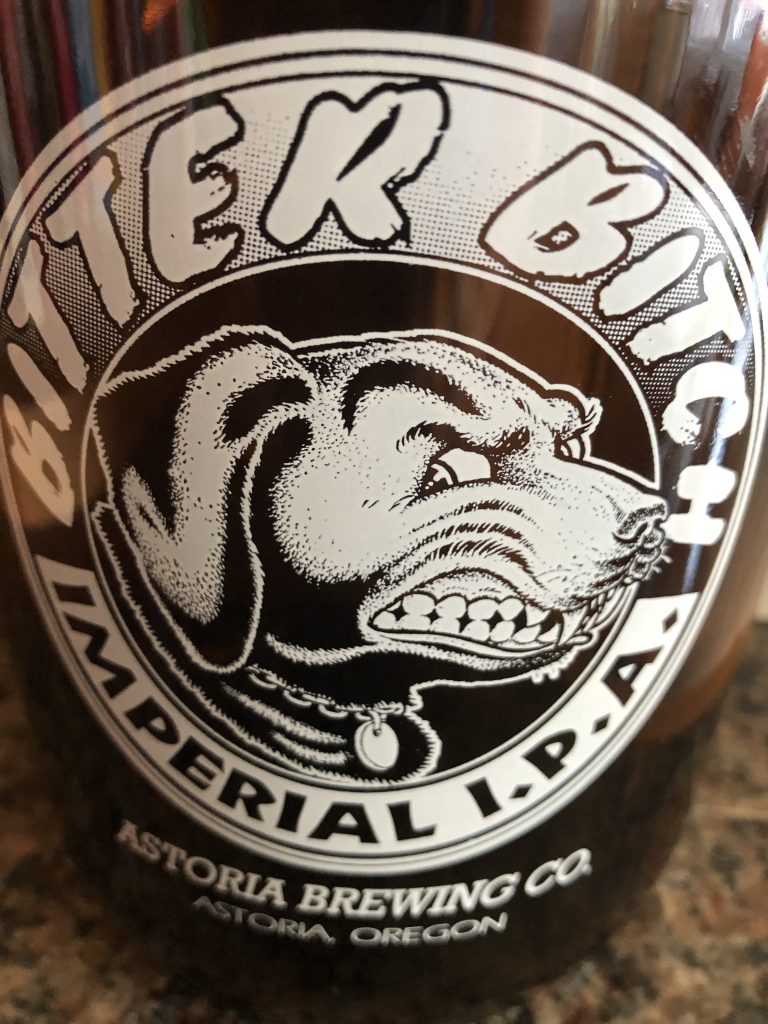 BITTER BITCH
IMPERIAL I.P.A.
ASTORIA BREWING CO.
ASTORIA, OREGON